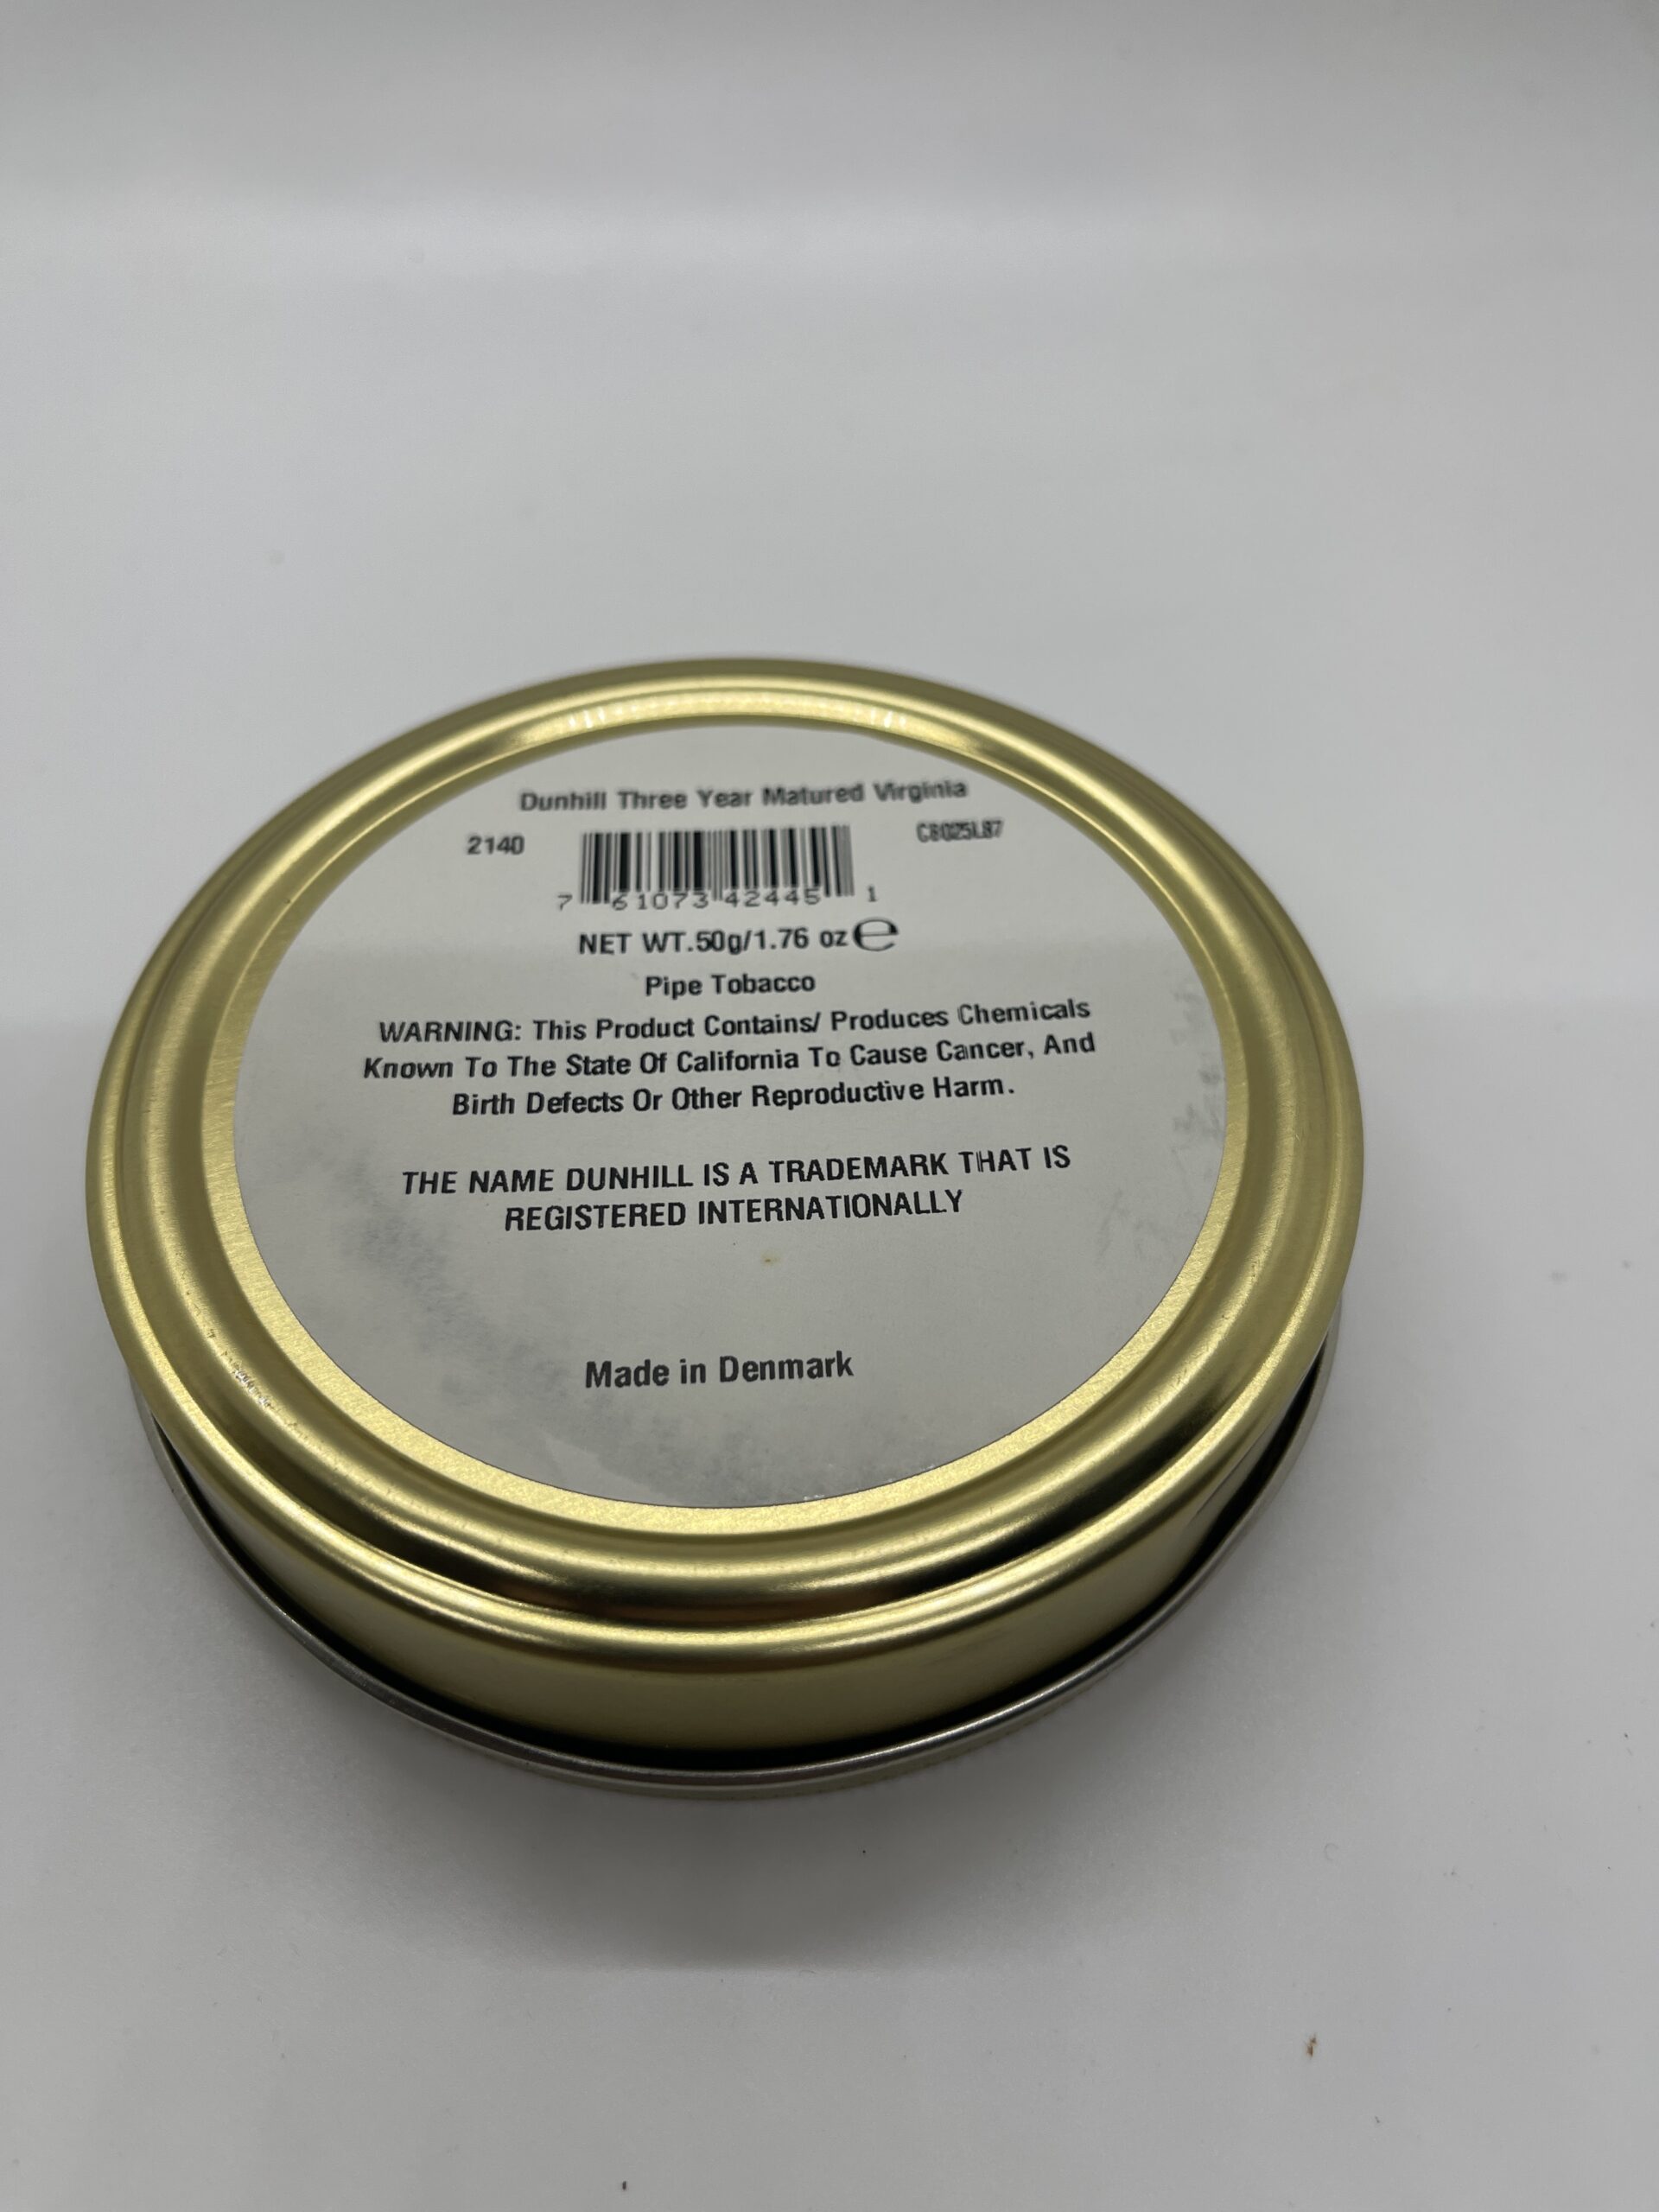 Dunhill Three Year Matured Virginia
2140
7 61073 42445 1
NET WT.50g/1.76 oz ℮
Pipe Tobacco
WARNING: This Product Contains/ Produces Chemicals
Known To The State Of California To Cause Cancer, And
Birth Defects Or Other Reproductive Harm.
THE NAME DUNHILL IS A TRADEMARK THAT IS
REGISTERED INTERNATIONALLY
Made in Denmark